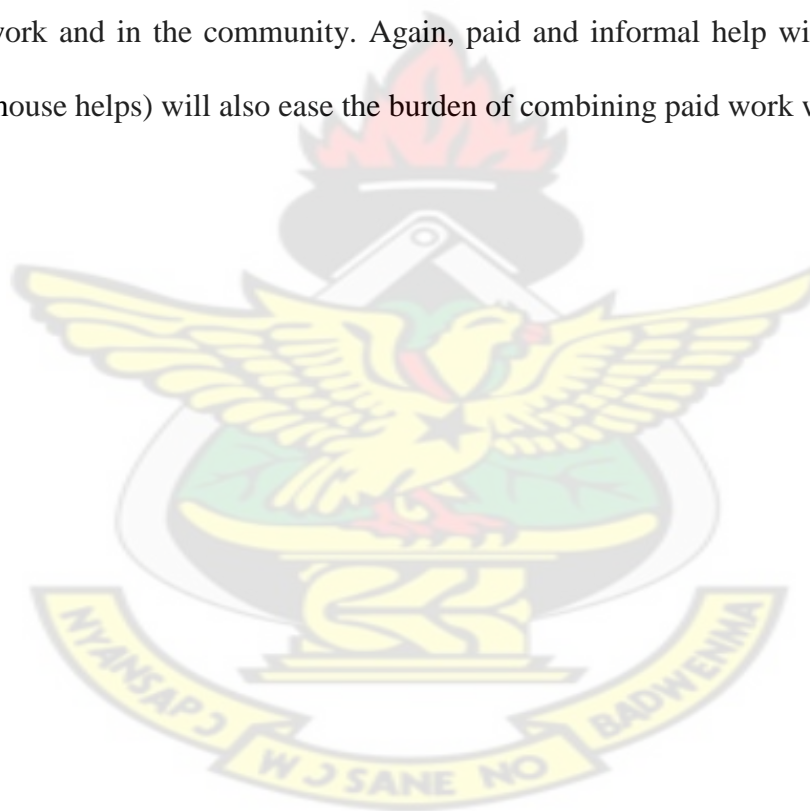 work and in the community. Again, paid and informal help wi
house helps) will also ease the burden of combining paid work
NYANSAPƆ
WƆ SANE NO
BADWENMA